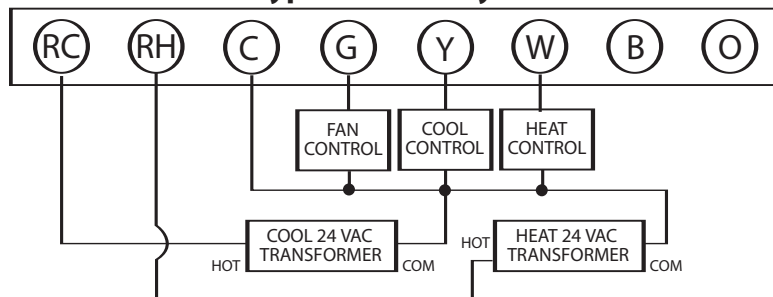 RC RH C G Y W B O
FAN CONTROL
COOL CONTROL
HEAT CONTROL
COOL 24 VAC TRANSFORMER
HOT
COM
HOT
HEAT 24 VAC TRANSFORMER
COM